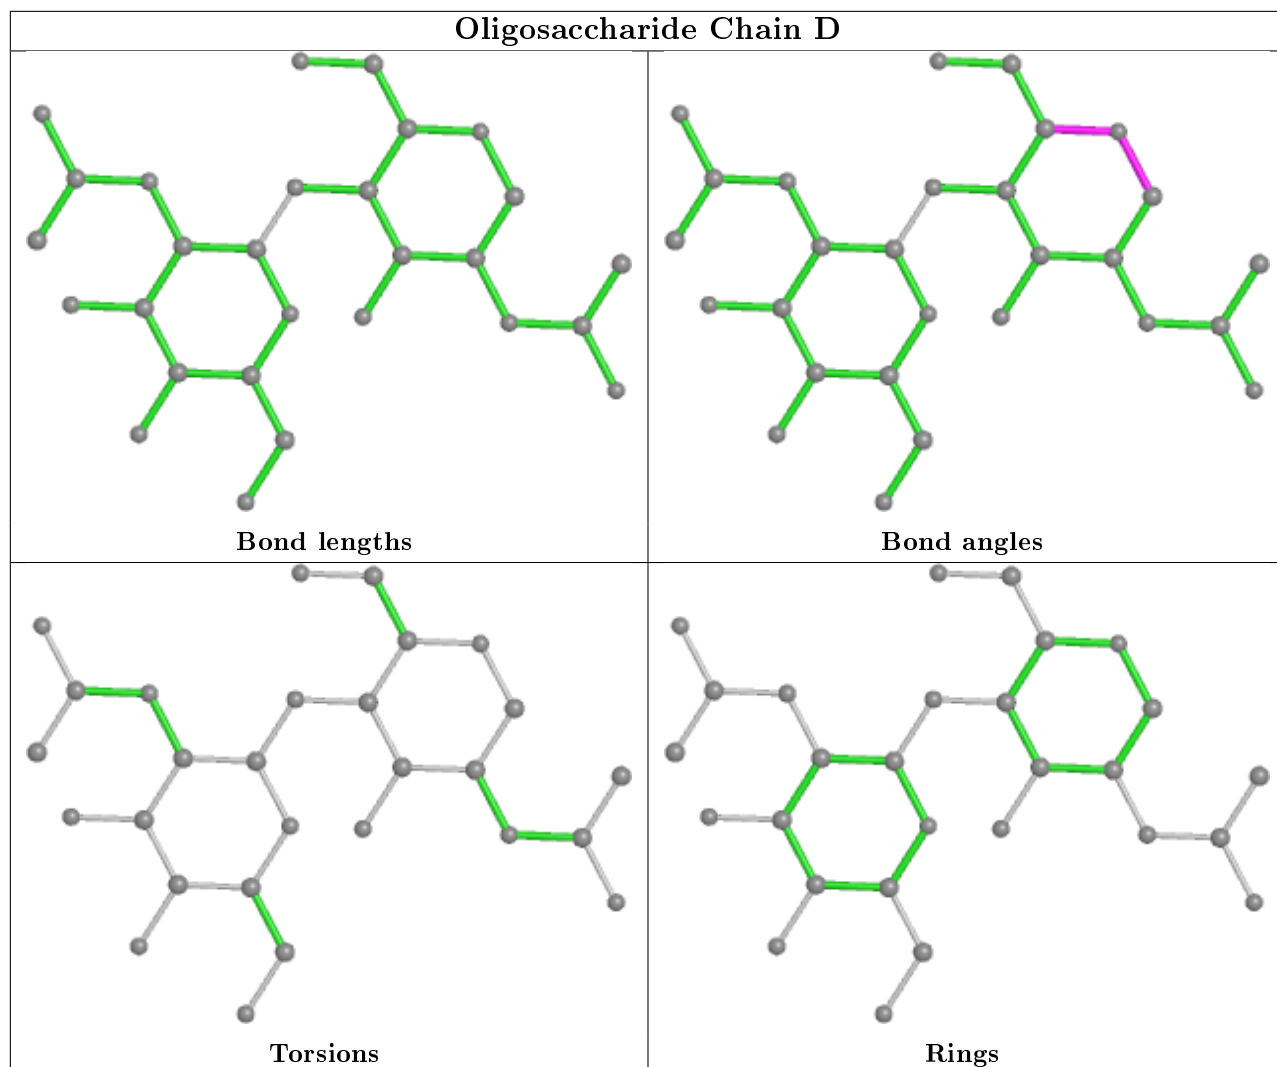 Oligosaccharide Chain D
Bond lengths
Bond angles
Torsions
Rings